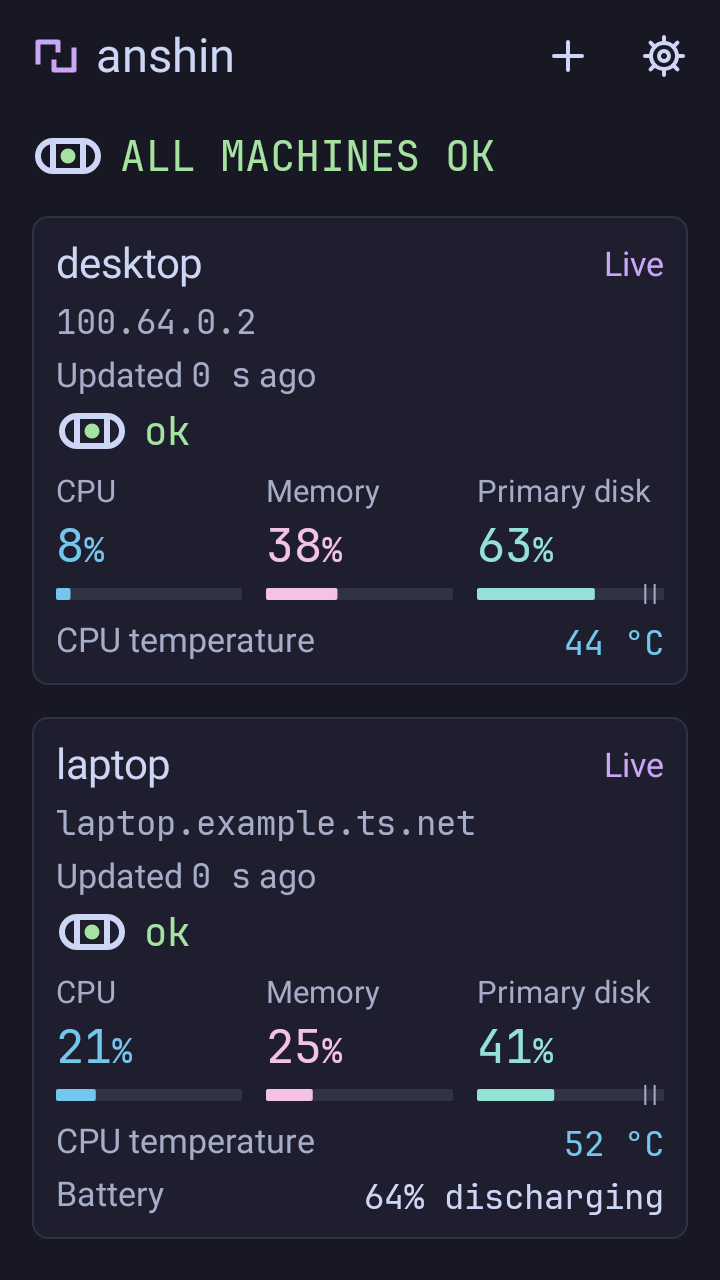 anshin
ALL MACHINES OK
desktop Live
100.64.0.2
Updated 0 s ago
ok
CPU Memory Primary disk
8% 38% 63%
CPU temperature 44 °C
laptop Live
laptop.example.ts.net
Updated 0 s ago
ok
CPU Memory Primary disk
21% 25% 41%
CPU temperature 52 °C
Battery 64% discharging